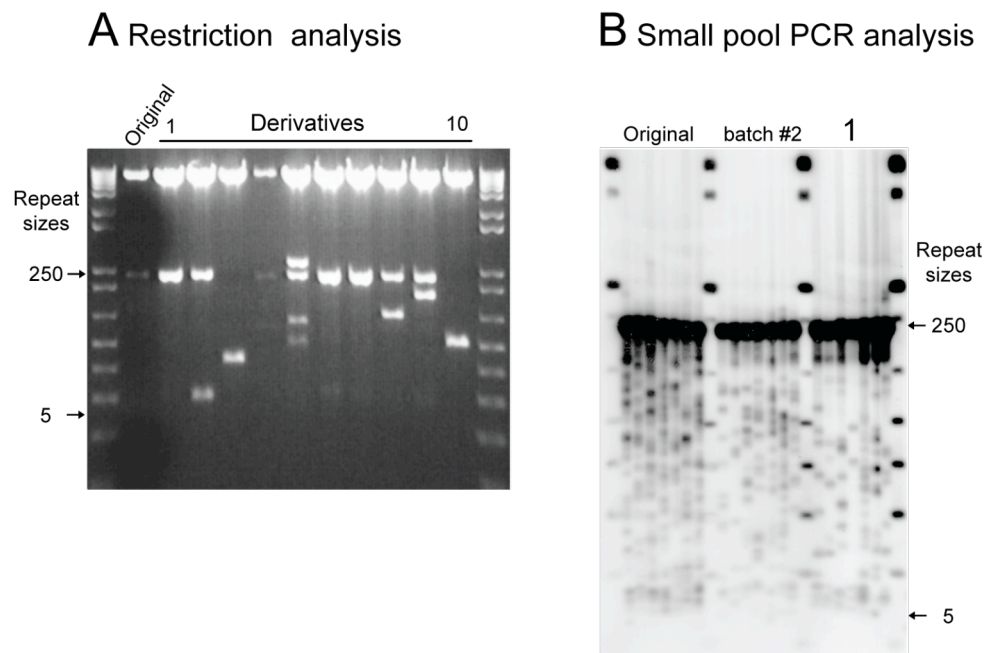 A Restriction analysis
Original
1 Derivatives 10
Repeat
sizes
250
5
B Small pool PCR analysis
Original batch #2 1
Repeat
sizes
250
5